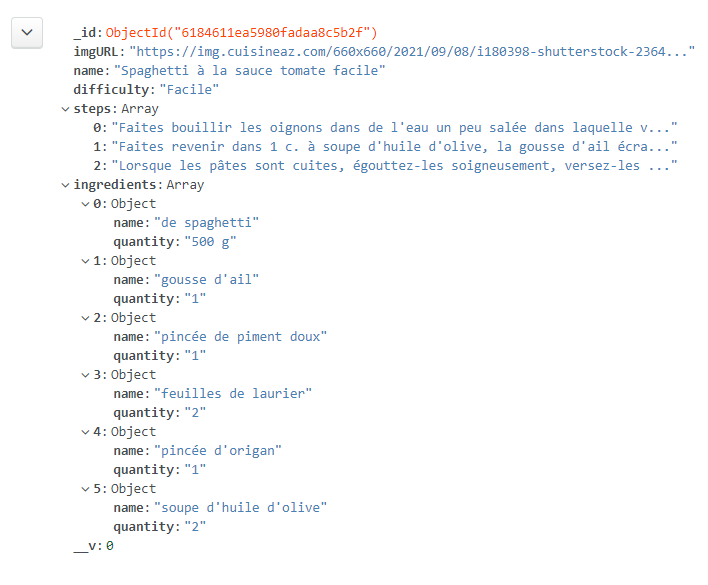 _id: ObjectId("6184611ea5980fadaa8c5b2f")
imgURL: "https://img.cuisineaz.com/660x660/2021/09/08/i180398-shutterstock-2364..."
name: "Spaghetti à la sauce tomate facile"
difficulty: "Facile"
steps: Array
0: "Faites bouillir les oignons dans de l'eau un peu salée dans laquelle v..."
1: "Faites revenir dans 1 c. à soupe d'huile d'olive, la gousse d'ail écra..."
2: "Lorsque les pâtes sont cuites, égouttez-les soigneusement, versez-les ..."
ingredients: Array
0: Object
name: "de spaghetti"
quantity: "500 g"
1: Object
name: "gousse d'ail"
quantity: "1"
2: Object
name: "pincée de piment doux"
quantity: "1"
3: Object
name: "feuilles de laurier"
quantity: "2"
4: Object
name: "pincée d'origan"
quantity: "1"
5: Object
name: "soupe d'huile d'olive"
quantity: "2"
__v: 0